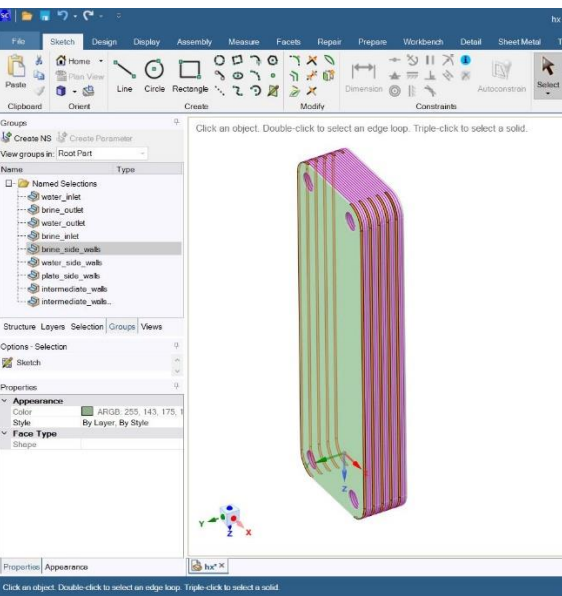 hx
File Sketch Design Display Assembly Measure Facets Repair Prepare Workbench Detail Sheet Metal T
Home
Plan View
Paste
Line Circle Rectangle
Dimension
Autoconstrain
Select
Clipboard Orient Create Modify Constraints
Groups
Create NS Create Parameter
View groups in: Root Part
Name Type
Named Selections
water_inlet
brine_outlet
water_outlet
brine_inlet
brine_side_walls
water_side_walls
plate_side_walls
intermediate_walls
intermediate_walls..
Structure Layers Selection Groups Views
Options - Selection
Sketch
Properties
Appearance
Color ARGB: 255, 143, 175, 1
Style By Layer, By Style
Face Type
Shape
Properties Appearance
Click an object. Double-click to select an edge loop. Triple-click to select a solid.
Z
Y Z X
hx* ×
Click an object. Double-click to select an edge loop. Triple-click to select a solid.